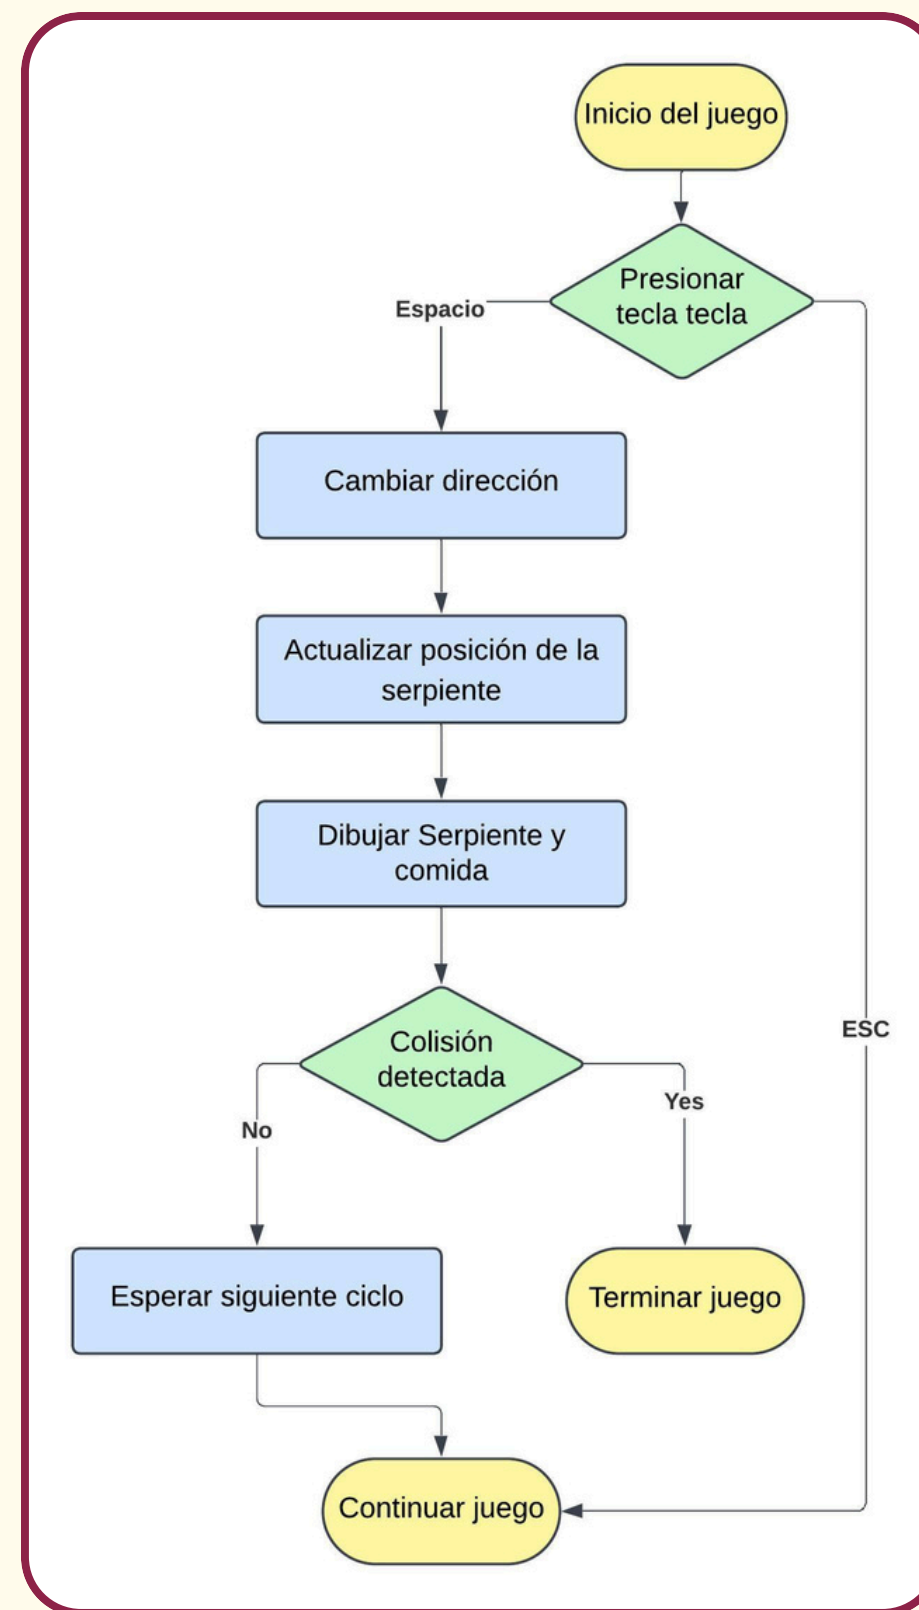 Inicio del juego
Presionar
tecla tecla
Espacio
Cambiar dirección
Actualizar posición de la
serpiente
Dibujar Serpiente y
comida
Colisión
detectada
ESC
Yes
No
Esperar siguiente ciclo
Terminar juego
Continuar juego